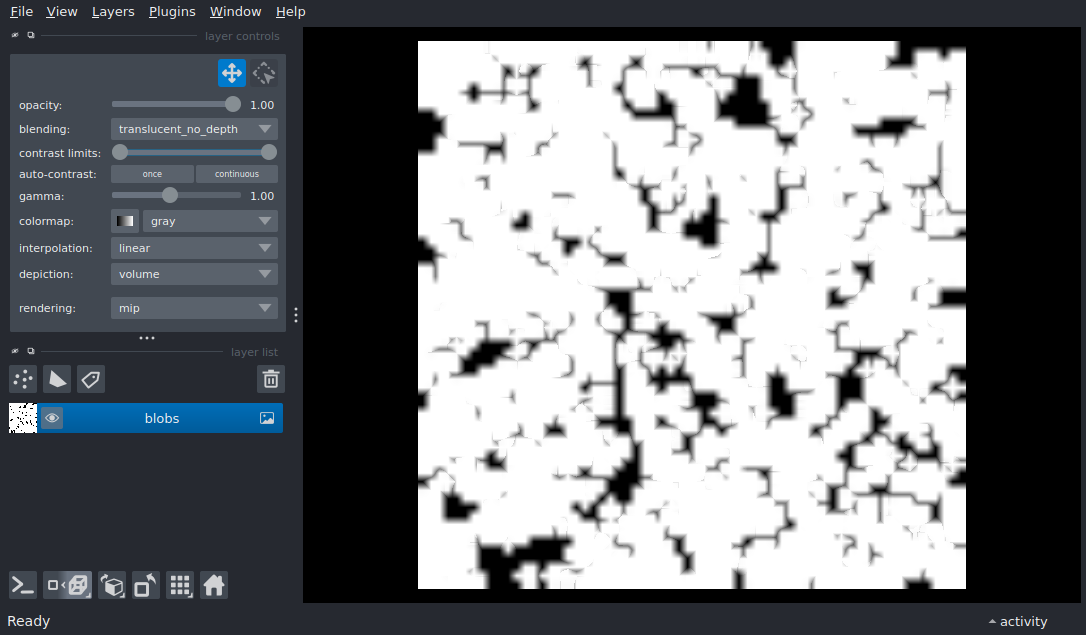 File View Layers Plugins Window Help
layer controls
opacity: 1.00
blending: translucent_no_depth
contrast limits:
auto-contrast: once continuous
gamma: 1.00
colormap: gray
interpolation: linear
depiction: volume
rendering: mip
layer list
blobs
Ready activity